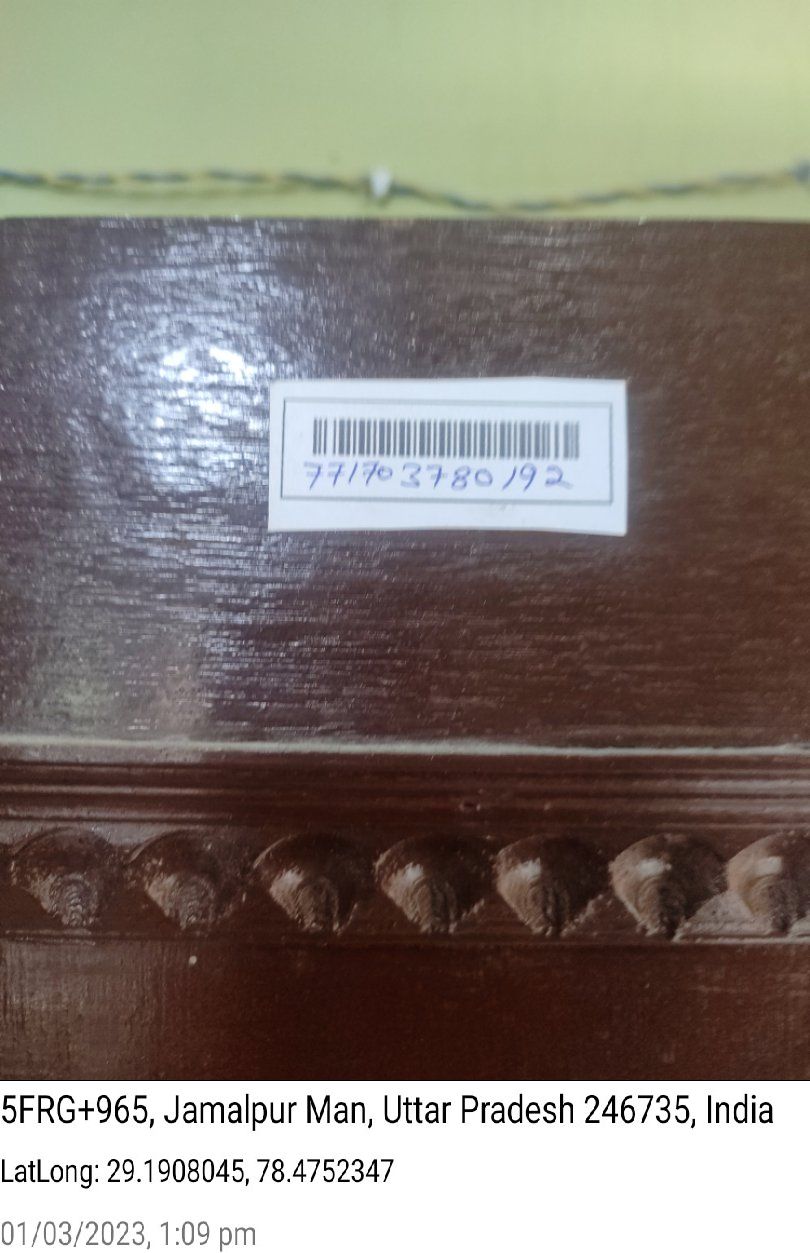 771703780192
5FRG+965, Jamalpur Man, Uttar Pradesh 246735, India
LatLong: 29.1908045, 78.4752347
01/03/2023, 1:09 pm